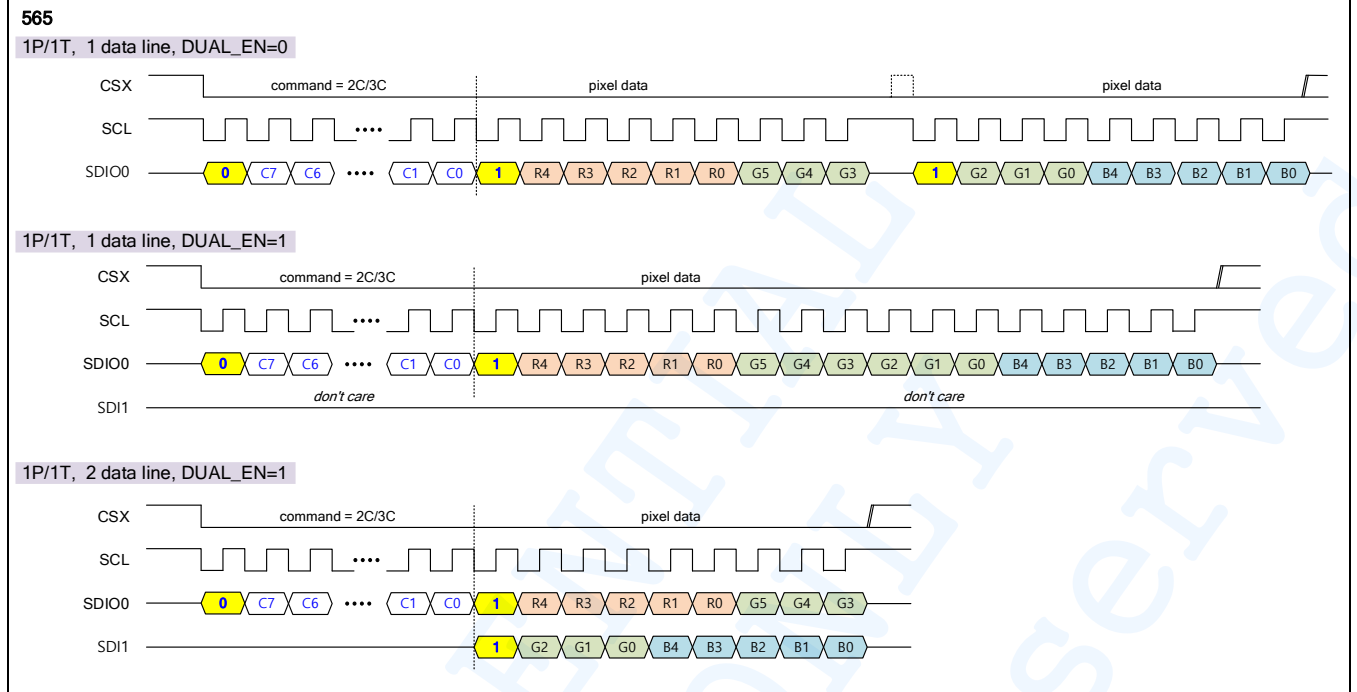 565
1P/1T, 1 data line, DUAL_EN=0
CSX command = 2C/3C pixel data pixel data
SCL ••••
SDIO0 0 C7 C6 •••• C1 C0 1 R4 R3 R2 R1 R0 G5 G4 G3 1 G2 G1 G0 B4 B3 B2 B1 B0
1P/1T, 1 data line, DUAL_EN=1
CSX command = 2C/3C pixel data
SCL ••••
SDIO0 0 C7 C6 •••• C1 C0 1 R4 R3 R2 R1 R0 G5 G4 G3 G2 G1 G0 B4 B3 B2 B1 B0
SDI1 don't care don't care
1P/1T, 2 data line, DUAL_EN=1
CSX command = 2C/3C pixel data
SCL ••••
SDIO0 0 C7 C6 •••• C1 C0 1 R4 R3 R2 R1 R0 G5 G4 G3
SDI1 1 G2 G1 G0 B4 B3 B2 B1 B0
ENTIAL
ONLY
served